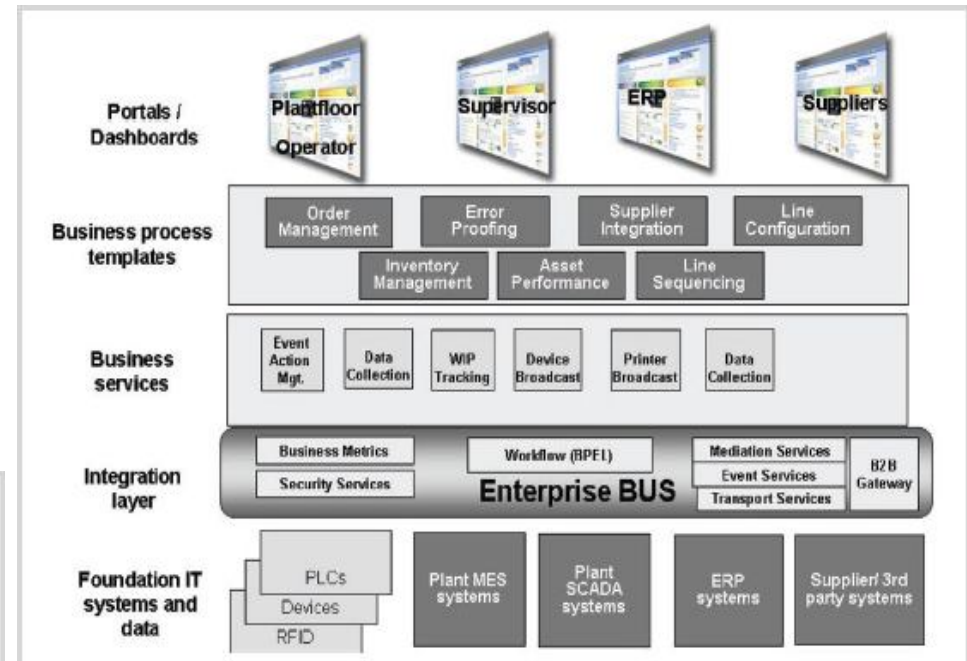 Portals /
Dashboards
Plantfloor
Operator
Supervisor
ERP
Suppliers
Business process
templates
Order
Management
Error
Proofing
Supplier
Integration
Line
Configuration
Inventory
Management
Asset
Performance
Line
Sequencing
Business
services
Event
Action
Mgt.
Data
Collection
WIP
Tracking
Device
Broadcast
Printer
Broadcast
Data
Collection
Integration
layer
Business Metrics
Security Services
Workflow (BPEL)
Enterprise BUS
Mediation Services
Event Services
Transport Services
B2B
Gateway
Foundation IT
systems and
data
PLCs
Devices
RFID
Plant MES
systems
Plant
SCADA
systems
ERP
systems
Supplier/ 3rd
party systems